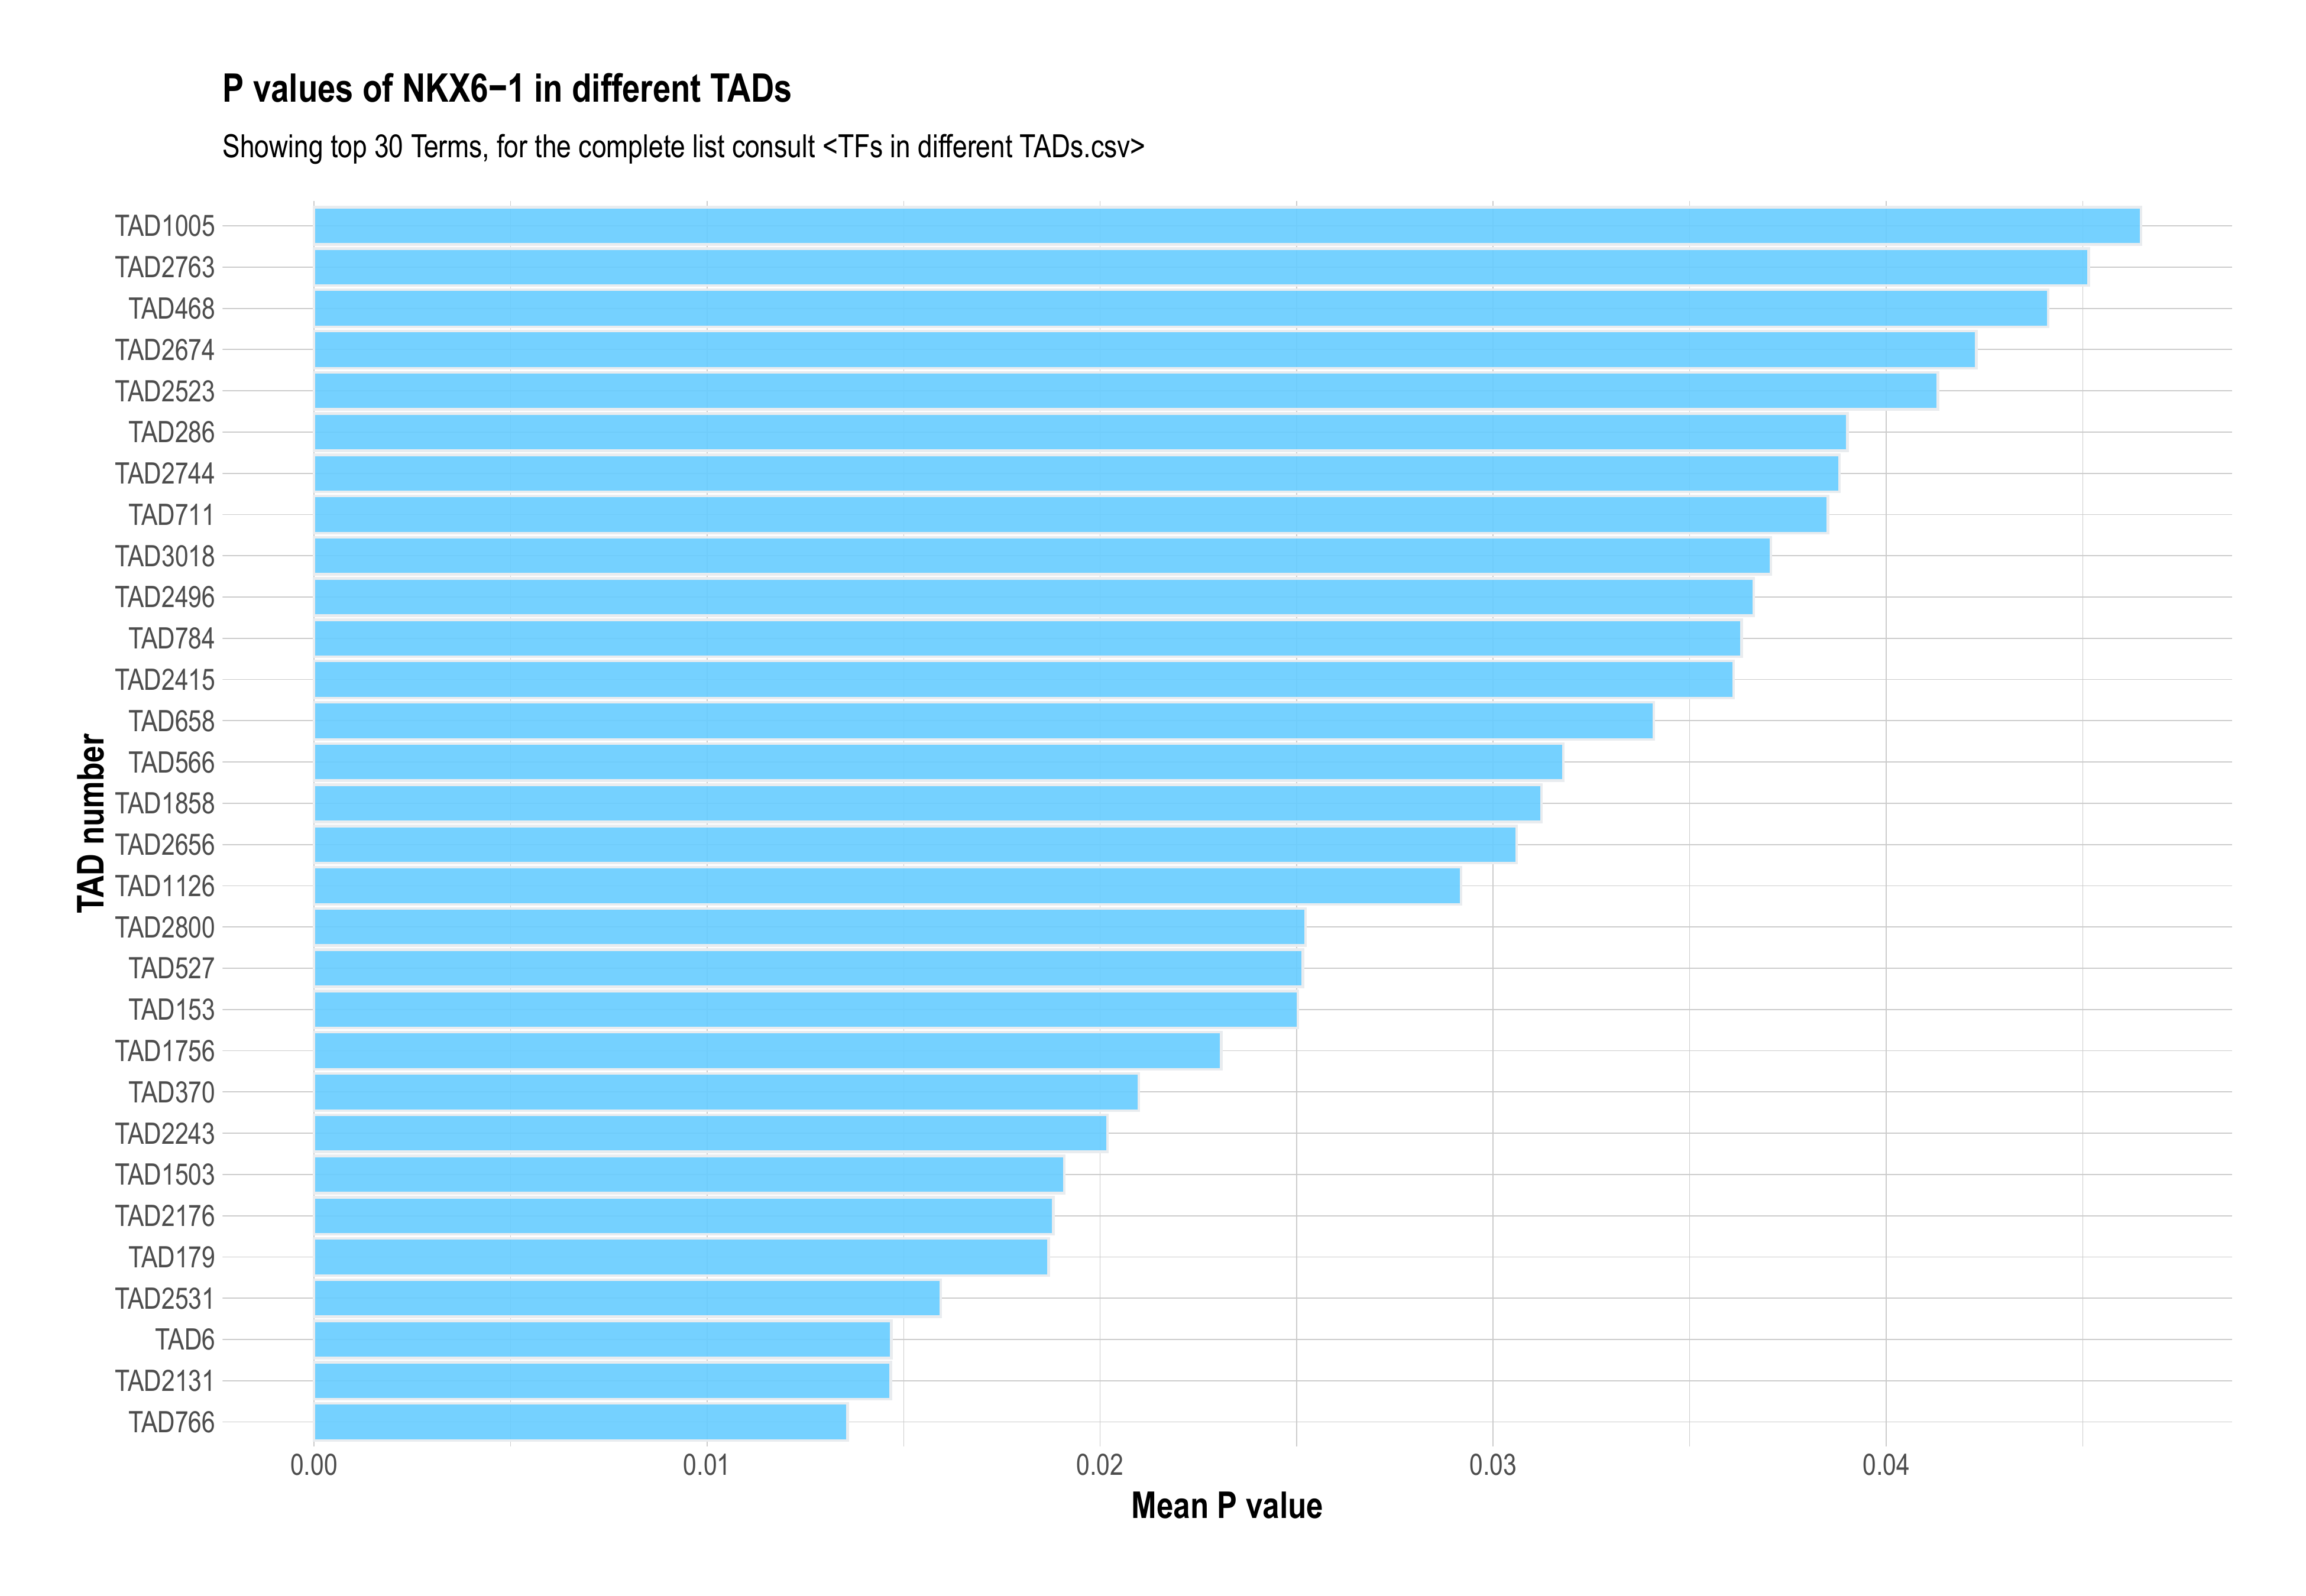 P values of NKX6−1 in different TADs
Showing top 30 Terms, for the complete list consult <TFs in different TADs.csv>
TAD number
TAD1005
TAD2763
TAD468
TAD2674
TAD2523
TAD286
TAD2744
TAD711
TAD3018
TAD2496
TAD784
TAD2415
TAD658
TAD566
TAD1858
TAD2656
TAD1126
TAD2800
TAD527
TAD153
TAD1756
TAD370
TAD2243
TAD1503
TAD2176
TAD179
TAD2531
TAD6
TAD2131
TAD766
0.00 0.01 0.02 0.03 0.04
Mean P value